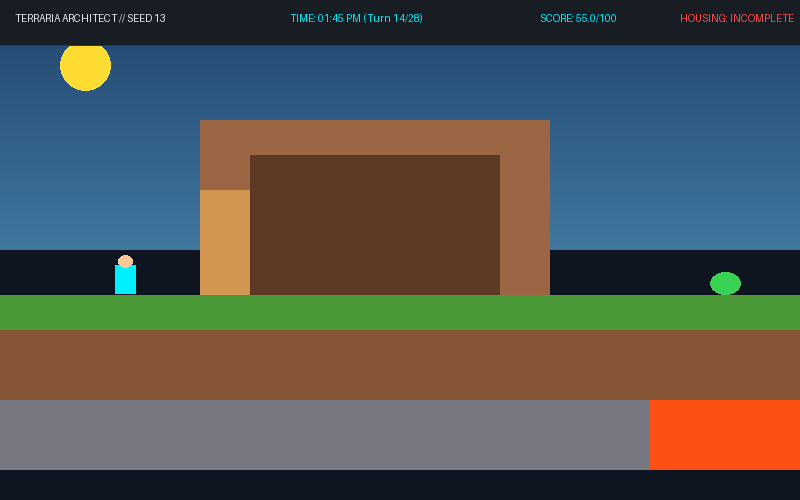 TERRARIA ARCHITECT // SEED 13
TIME: 01:45 PM (Turn 14/28)
SCORE: 55.0/100
HOUSING: INCOMPLETE